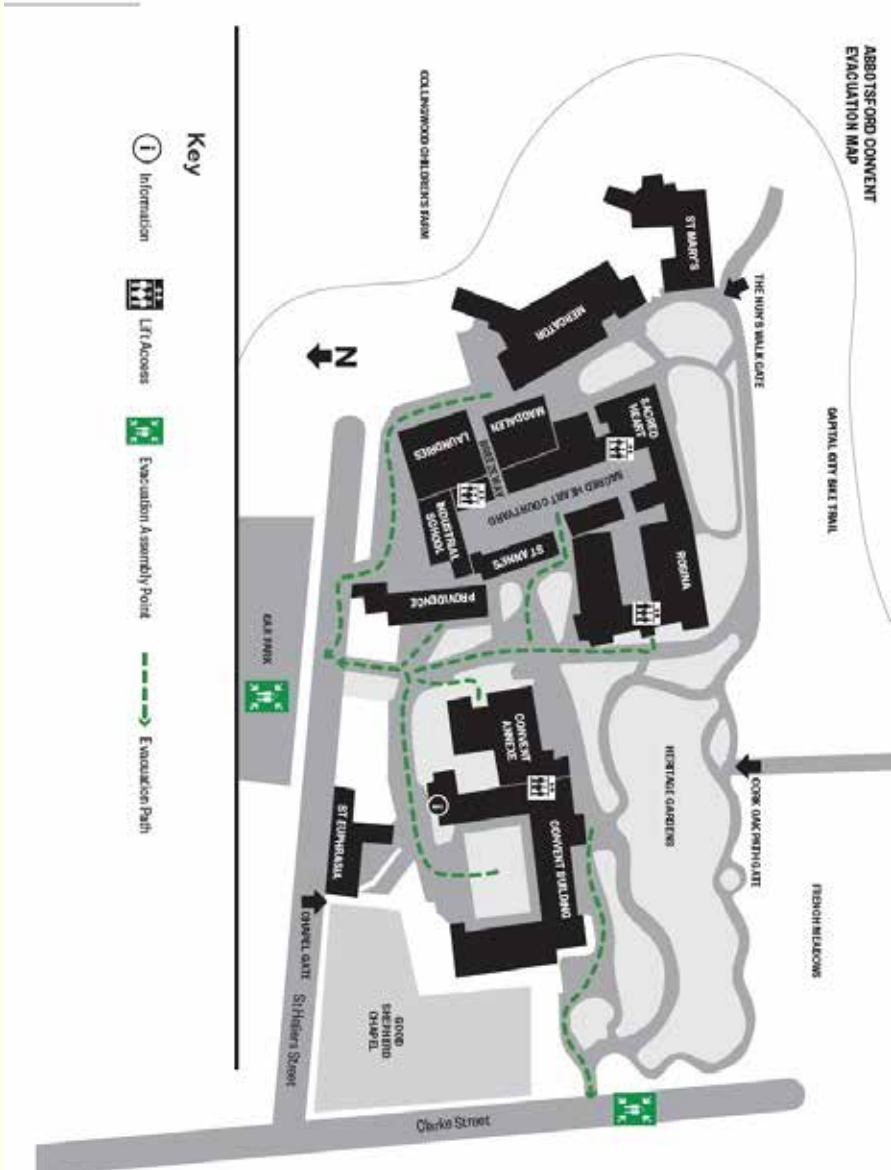 ABBOTSFORD CONVENT
EVACUATION MAP
COLLINGWOOD CHILDREN'S FARM
ST MARY'S
THE NUN'S WALK GATE
CAPITAL CITY BIKE TRAIL
MERCATOR
N
MAGDALEN
LAUNDRIES
BREEZEWAY
SACRED
HEART
SACRED HEART COURTYARD
INDUSTRIAL
SCHOOL
ST ANNE'S
ROSINA
PROVIDENCE
CAR PARK
CONVENT
ANNEXE
HERITAGE GARDENS
CORK OAK PATH GATE
i
CONVENT BUILDING
ST EUPHRASIA
FRENCH MEADOWS
CHAPEL GATE
GOOD
SHEPHERD
CHAPEL
St Heliers Street
Clarke Street
Key
i Information
Lift Access
Evacuation Assembly Point
Evacuation Path